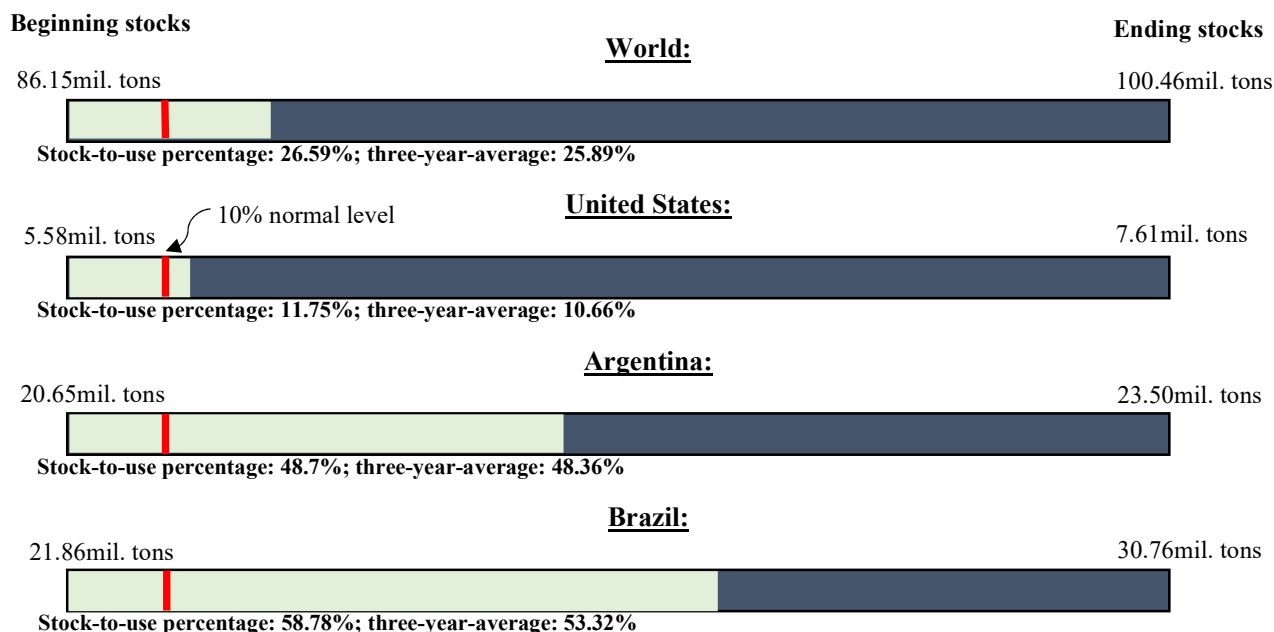 Beginning stocks
Ending stocks
World:
86.15mil. tons
100.46mil. tons
Stock-to-use percentage: 26.59%; three-year-average: 25.89%
United States:
10% normal level
5.58mil. tons
7.61mil. tons
Stock-to-use percentage: 11.75%; three-year-average: 10.66%
Argentina:
20.65mil. tons
23.50mil. tons
Stock-to-use percentage: 48.7%; three-year-average: 48.36%
Brazil:
21.86mil. tons
30.76mil. tons
Stock-to-use percentage: 58.78%; three-year-average: 53.32%